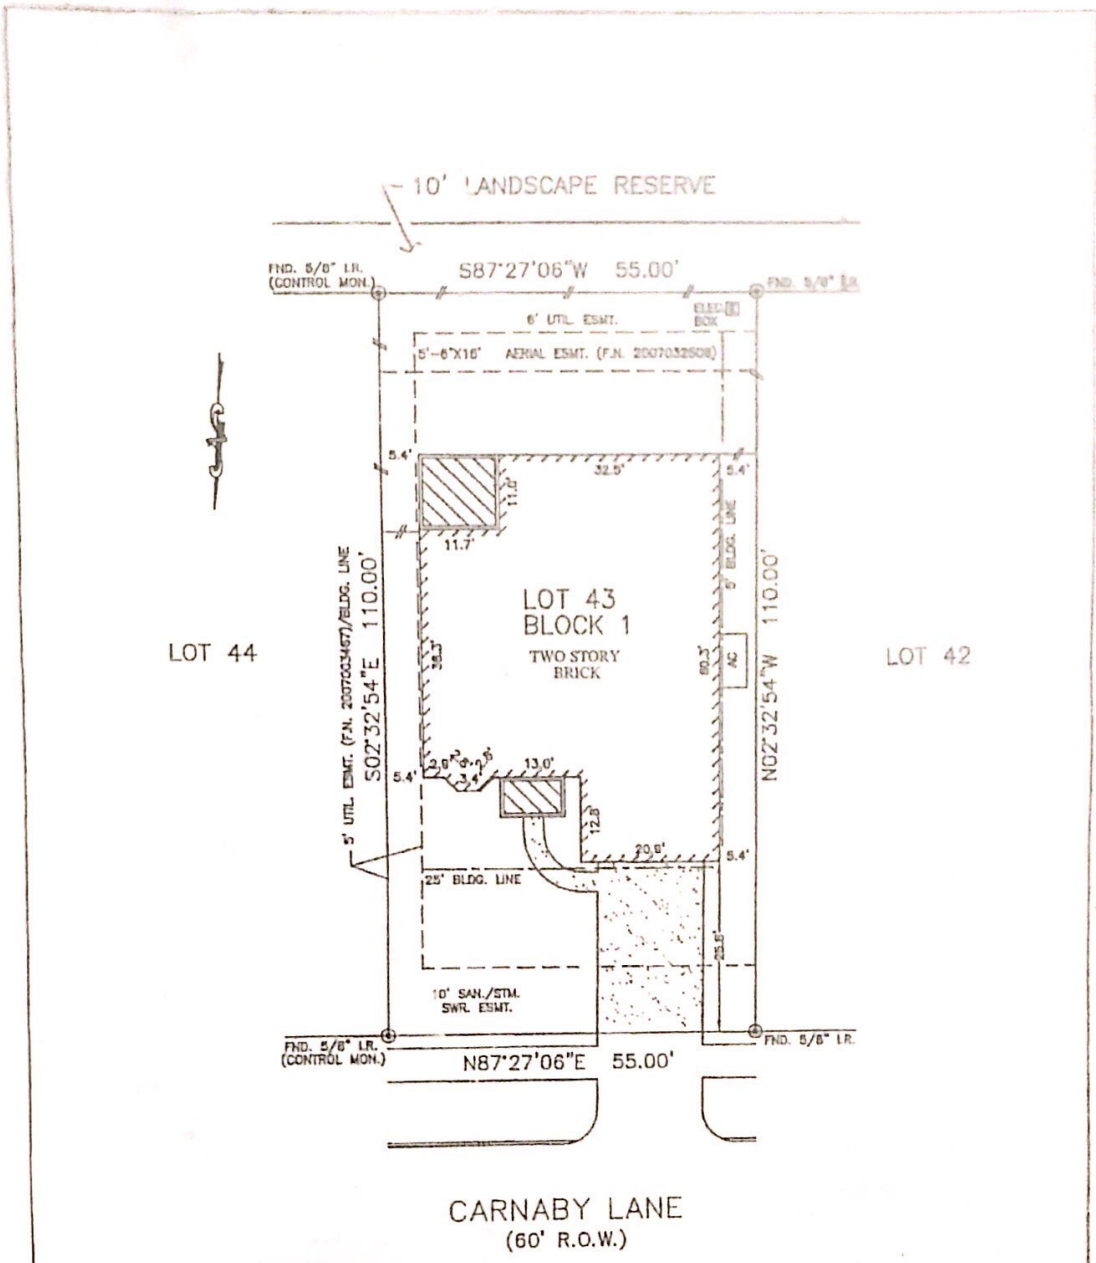 10' LANDSCAPE RESERVE
FND. 5/8" I.R.
(CONTROL MON.)
S87°27'06"W 55.00'
FND. 5/8" I.R.
6' UTIL. ESMT.
ELEC. E
BOX
5'-6"X16' AERIAL ESMT. (F.N. 2007032508)
5.4'
32.5'
5.4'
11.0'
11.7'
5' BLDG. LINE
5' UTIL. ESMT. (F.N. 2007003467)/BLDG. LINE
S02°32'54"E 110.00'
N02°32'54"W 110.00'
LOT 43
BLOCK 1
TWO STORY
BRICK
LOT 44
LOT 42
60.3'
AC
5.4'
3.4'
13.0'
12.8'
20.8'
5.4'
25' BLDG. LINE
10' SAN./STM.
SWR. ESMT.
FND. 5/8" I.R.
(CONTROL MON.)
N87°27'06"E 55.00'
FND. 5/8" I.R.
CARNABY LANE
(60' R.O.W.)